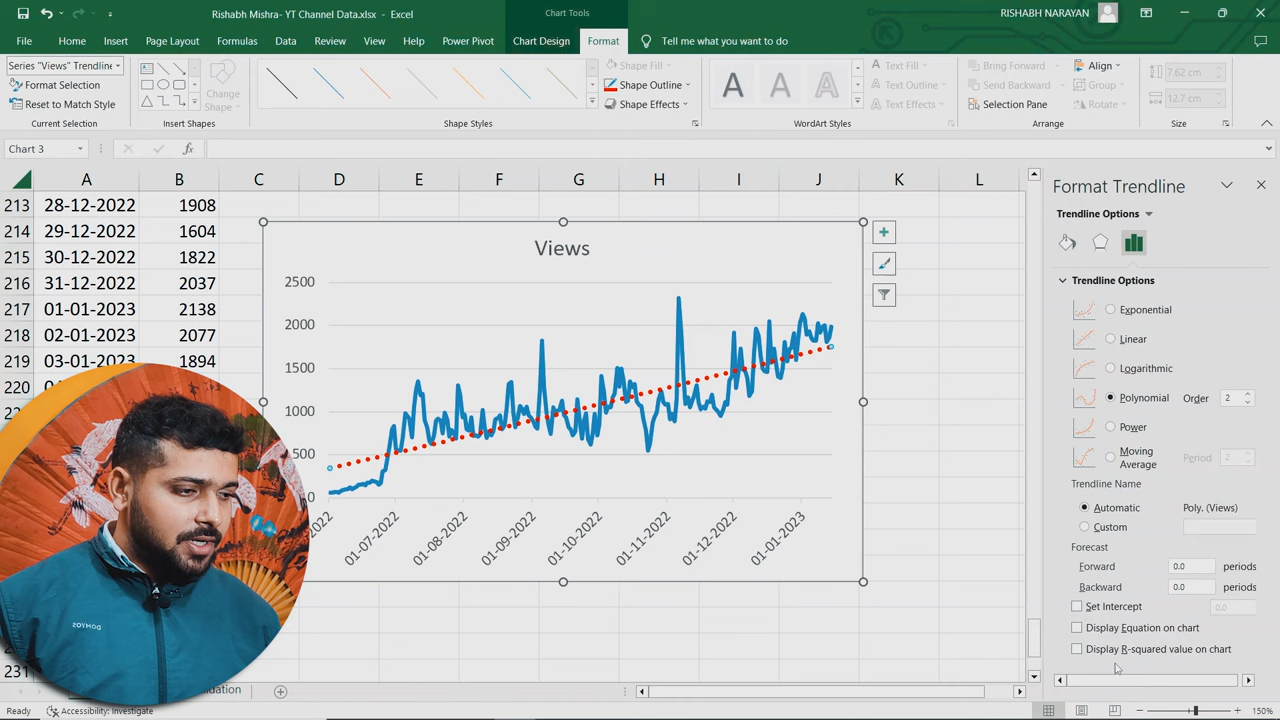 Rishabh Mishra- YT Channel Data.xlsx - Excel
Chart Tools
RISHABH NARAYAN
File Home Insert Page Layout Formulas Data Review View Help Power Pivot Chart Design Format Tell me what you want to do
Series "Views" Trendline
Format Selection
Reset to Match Style
Current Selection
Change
Shape
Insert Shapes
Shape Fill
Shape Outline
Shape Effects
Shape Styles
A A A
Text Fill
Text Outline
Text Effects
WordArt Styles
Bring Forward
Send Backward
Selection Pane
Align
Group
Rotate
Arrange
7.62 cm
12.7 cm
Size
Chart 3
fx
A B C D E F G H I J K L
213 28-12-2022 1908
214 29-12-2022 1604
215 30-12-2022 1822
216 31-12-2022 2037
217 01-01-2023 2138
218 02-01-2023 2077
219 03-01-2023 1894
220
231
Views
2500
2000
1500
1000
500
0
2022
01-07-2022
01-08-2022
01-09-2022
01-10-2022
01-11-2022
01-12-2022
01-01-2023
DOMYOS
Format Trendline
Trendline Options
Trendline Options
Exponential
Linear
Logarithmic
Polynomial Order 2
Power
Moving
Average Period 2
Trendline Name
Automatic Poly. (Views)
Custom
Forecast
Forward 0.0 periods
Backward 0.0 periods
Set Intercept 0.0
Display Equation on chart
Display R-squared value on chart
Ready Accessibility: Investigate 150%